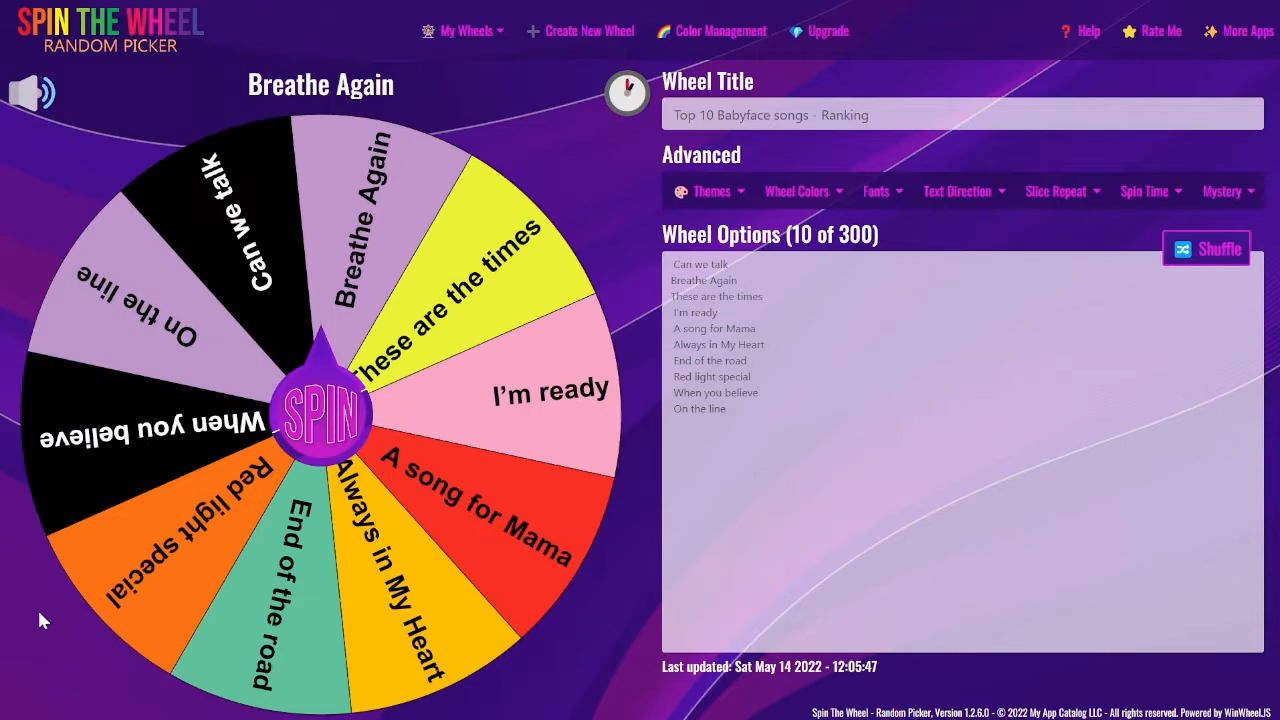 SPIN THE WHEEL
RANDOM PICKER
My Wheels
Create New Wheel
Color Management
Upgrade
Help
Rate Me
More Apps
Breathe Again
Wheel Title
Top 10 Babyface songs - Ranking
Advanced
Themes
Wheel Colors
Fonts
Text Direction
Slice Repeat
Spin Time
Mystery
Wheel Options (10 of 300)
Shuffle
Can we talk
Breathe Again
These are the times
I'm ready
A song for Mama
Always in My Heart
End of the road
Red light special
When you believe
On the line
Can we talk
Breathe Again
These are the times
I'm ready
A song for Mama
Always in My Heart
End of the road
Red light special
When you believe
On the line
SPIN
Last updated: Sat May 14 2022 - 12:05:47
Spin The Wheel - Random Picker, Version 1.2.6.0 - © 2022 My App Catalog LLC - All rights reserved. Powered by WinWheel.JS